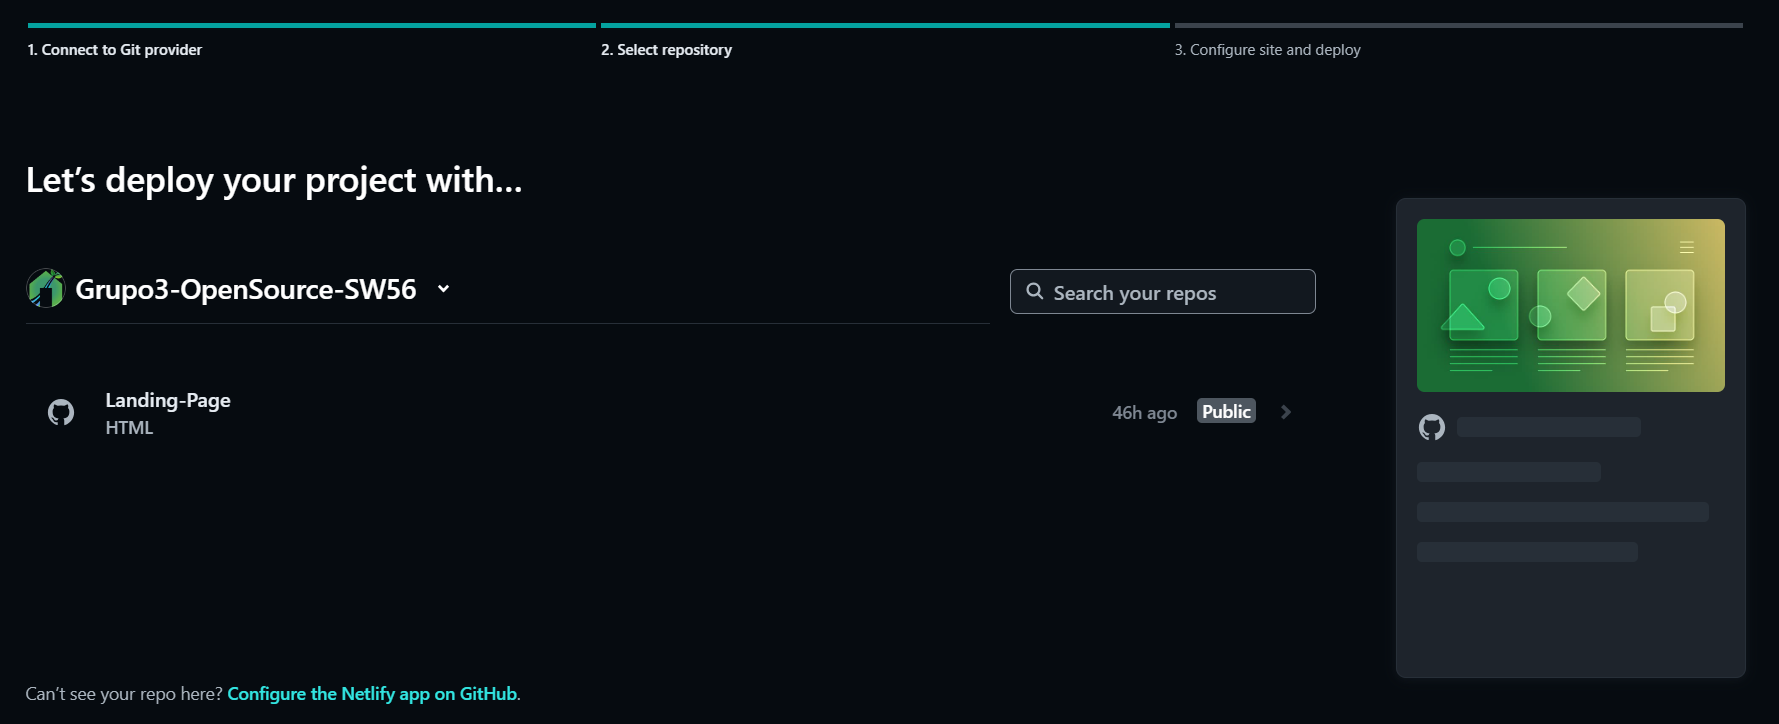 1. Connect to Git provider
2. Select repository
3. Configure site and deploy
Let’s deploy your project with…
Grupo3-OpenSource-SW56
Search your repos
Landing-Page
HTML
46h ago
Public
Can’t see your repo here? Configure the Netlify app on GitHub.